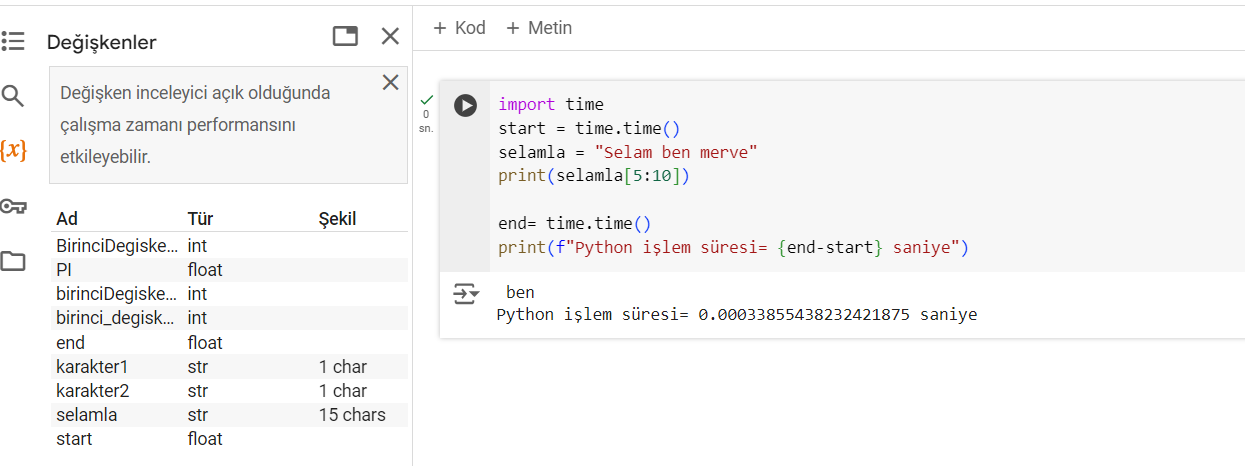 Değişkenler
Değişken inceleyici açık olduğunda
çalışma zamanı performansını
etkileyebilir.
{x}
Ad Tür Şekil
BirinciDegiske... int
PI float
birinciDegiske... int
birinci_degisk... int
end float
karakter1 str 1 char
karakter2 str 1 char
selamla str 15 chars
start float
+ Kod + Metin
0
sn.
import time
start = time.time()
selamla = "Selam ben merve"
print(selamla[5:10])
end= time.time()
print(f"Python işlem süresi= {end-start} saniye")
ben
Python işlem süresi= 0.00033855438232421875 saniye